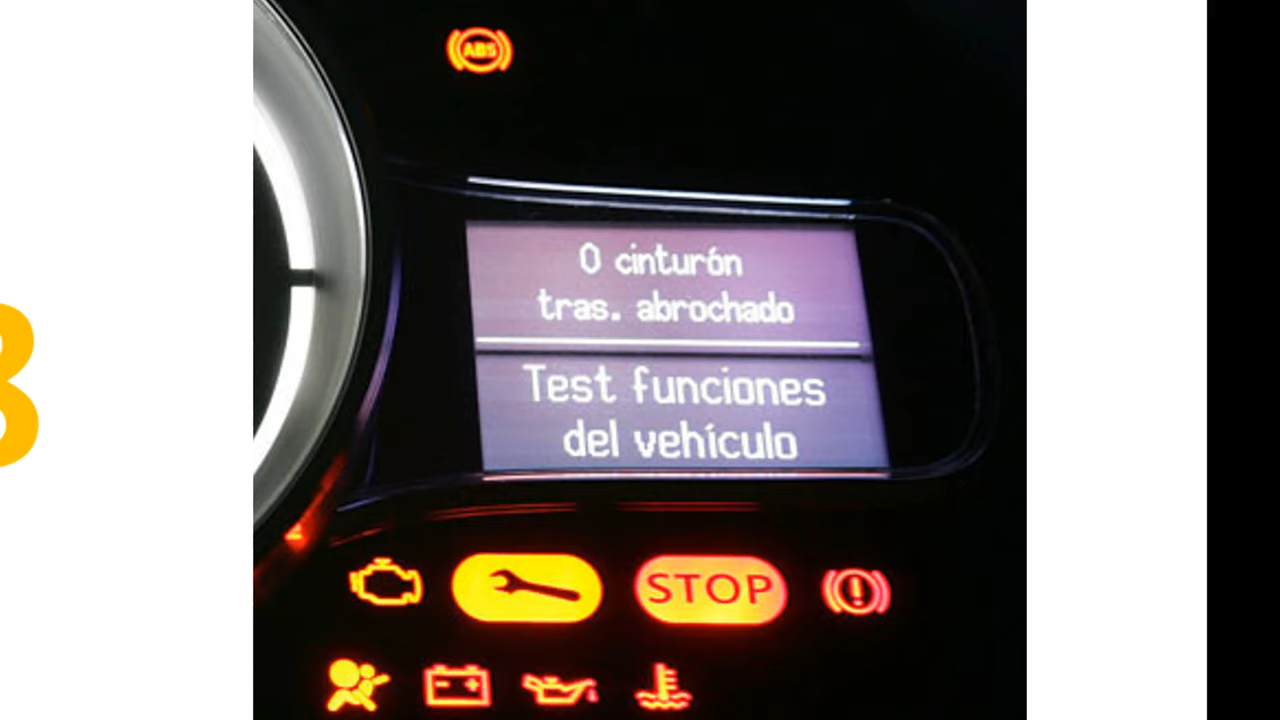 ABS
0 cinturón
tras. abrochado
Test funciones
del vehículo
STOP